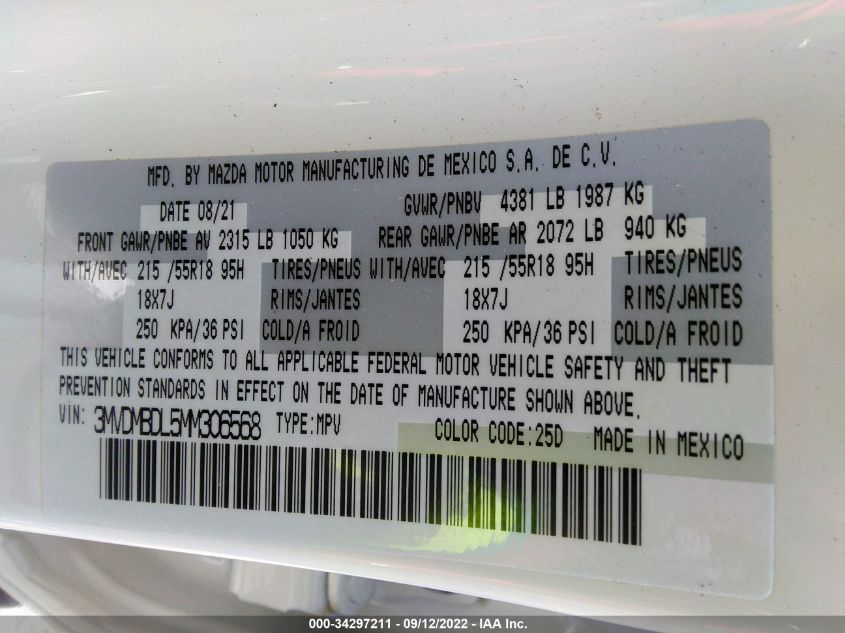 MFD. BY MAZDA MOTOR MANUFACTURING DE MEXICO S.A. DE C.V.
DATE 08/21 GVWR/PNBV 4381 LB 1987 KG
FRONT GAWR/PNBE AV 2315 LB 1050 KG REAR GAWR/PNBE AR 2072 LB 940 KG
WITH/AVEC 215 /55R18 95H TIRES/PNEUS WITH/AVEC 215 /55R18 95H TIRES/PNEUS
18X7J RIMS/JANTES 18X7J RIMS/JANTES
250 KPA/36 PSI COLD/A FROID 250 KPA/36 PSI COLD/A FROID
THIS VEHICLE CONFORMS TO ALL APPLICABLE FEDERAL MOTOR VEHICLE SAFETY AND THEFT
PREVENTION STANDARDS IN EFFECT ON THE DATE OF MANUFACTURE SHOWN ABOVE.
VIN: 3MVDMBDL5MM306568 TYPE:MPV COLOR CODE:25D MADE IN MEXICO
000-34297211 - 09/12/2022 - IAA Inc.